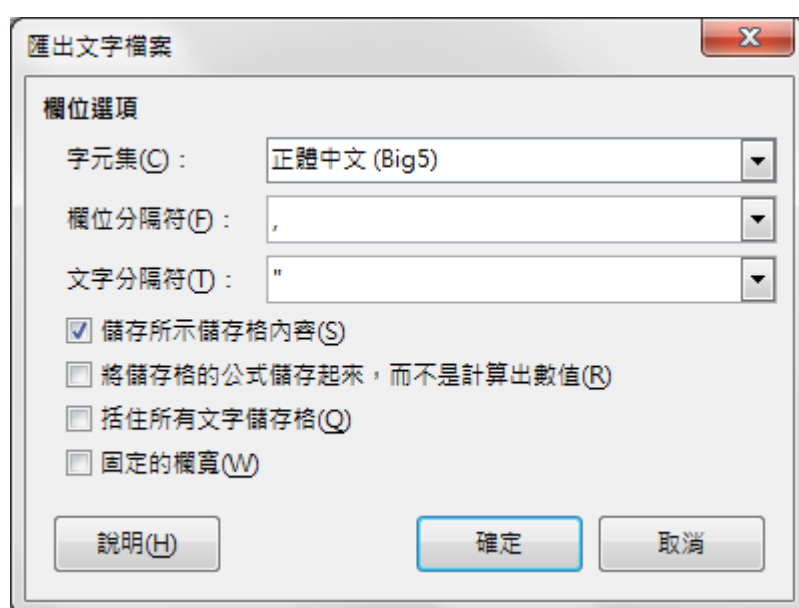 匯出文字檔案
欄位選項
字元集(C)： 正體中文 (Big5)
欄位分隔符(F)： ,
文字分隔符(T)： "
儲存所示儲存格內容(S)
將儲存格的公式儲存起來，而不是計算出數值(R)
括住所有文字儲存格(Q)
固定的欄寬(W)
說明(H) 確定 取消